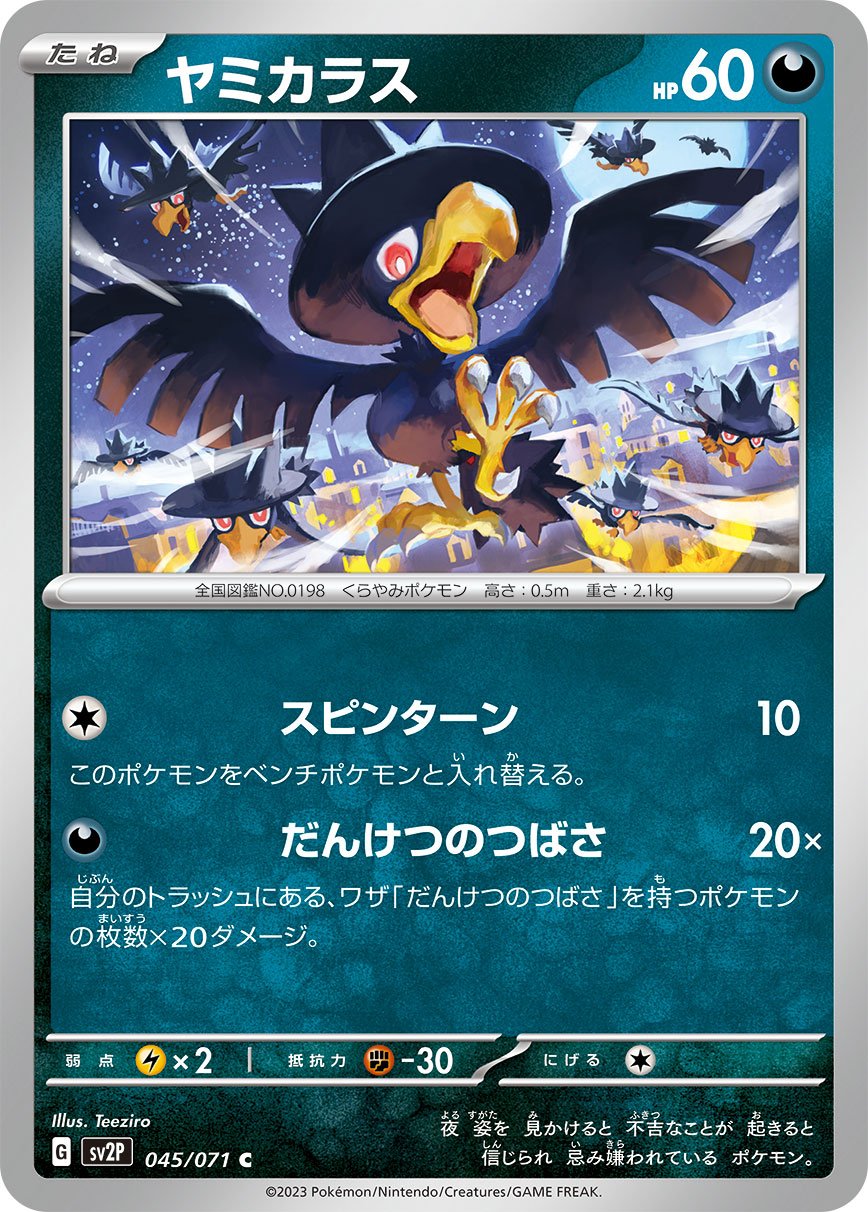 たね
ヤミカラス
HP60
全国図鑑NO.0198 くらやみポケモン 高さ:0.5m 重さ:2.1kg
スピンターン 10
このポケモンをベンチポケモンと入れ替える。
だんけつのつばさ 20×
自分のトラッシュにある、ワザ「だんけつのつばさ」を持つポケモン
の枚数×20ダメージ。
弱点 ×2 抵抗力 -30 にげる
Illus. Teeziro
夜 姿を 見かけると 不吉なことが 起きると
信じられ 忌み嫌われている ポケモン。
G sv2P 045/071 C
©2023 Pokémon/Nintendo/Creatures/GAME FREAK.